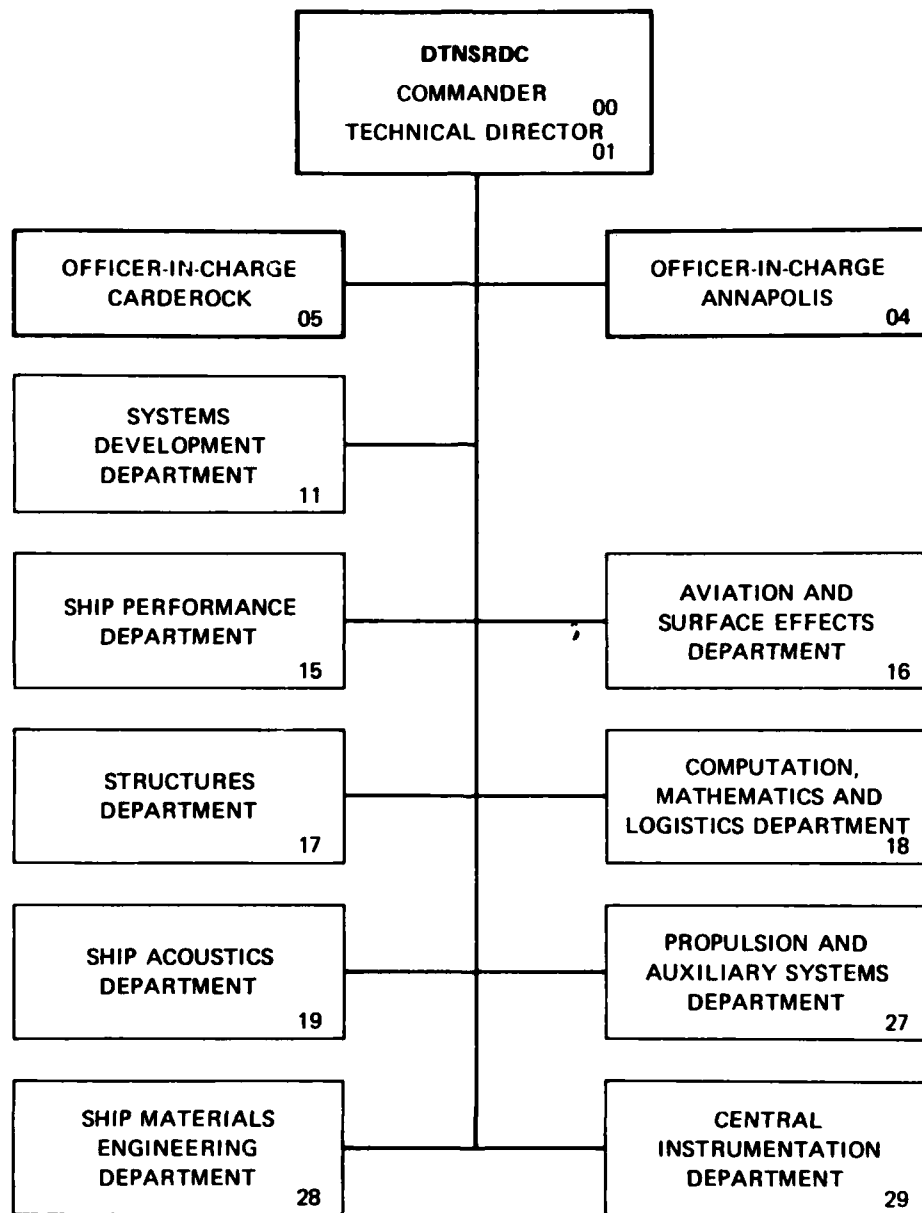 DTNSRDC
COMMANDER 00
TECHNICAL DIRECTOR 01
OFFICER-IN-CHARGE
CARDEROCK
05
OFFICER-IN-CHARGE
ANNAPOLIS
04
SYSTEMS
DEVELOPMENT
DEPARTMENT
11
SHIP PERFORMANCE
DEPARTMENT
15
AVIATION AND
SURFACE EFFECTS
DEPARTMENT
16
STRUCTURES
DEPARTMENT
17
COMPUTATION,
MATHEMATICS AND
LOGISTICS DEPARTMENT
18
SHIP ACOUSTICS
DEPARTMENT
19
PROPULSION AND
AUXILIARY SYSTEMS
DEPARTMENT
27
SHIP MATERIALS
ENGINEERING
DEPARTMENT
28
CENTRAL
INSTRUMENTATION
DEPARTMENT
29